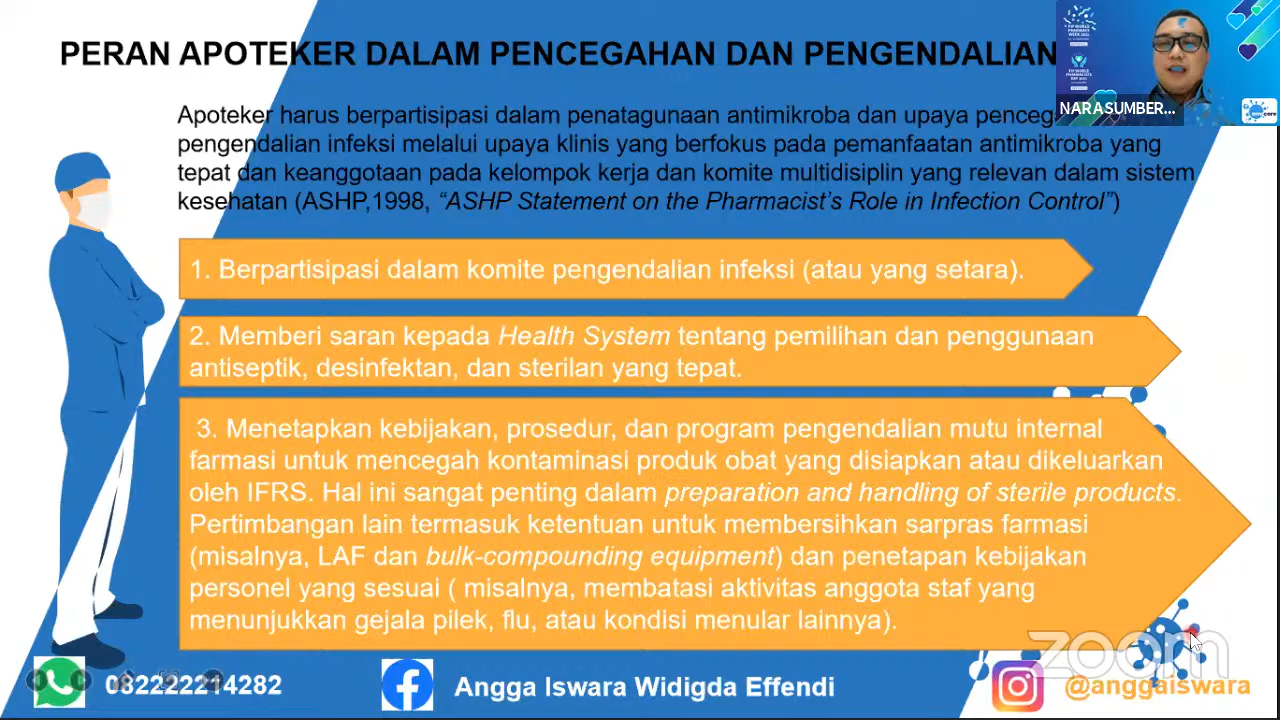 PERAN APOTEKER DALAM PENCEGAHAN DAN PENGENDALIAN
FIP WORLD
PHARMACY
FIP WORLD
PHARMACISTS
NARASUMBER...
Apoteker harus berpartisipasi dalam penatagunaan antimikroba dan upaya
pengendalian infeksi melalui upaya klinis yang berfokus pada pemanfaatan antimikroba yang
tepat dan keanggotaan pada kelompok kerja dan komite multidisiplin yang relevan dalam sistem
kesehatan (ASHP,1998, “ASHP Statement on the Pharmacist’s Role in Infection Control”)
1. Berpartisipasi dalam komite pengendalian infeksi (atau yang setara).
2. Memberi saran kepada Health System tentang pemilihan dan penggunaan
antiseptik, desinfektan, dan sterilan yang tepat.
3. Menetapkan kebijakan, prosedur, dan program pengendalian mutu internal
farmasi untuk mencegah kontaminasi produk obat yang disiapkan atau dikeluarkan
oleh IFRS. Hal ini sangat penting dalam preparation and handling of sterile products.
Pertimbangan lain termasuk ketentuan untuk membersihkan sarpras farmasi
(misalnya, LAF dan bulk-compounding equipment) dan penetapan kebijakan
personel yang sesuai ( misalnya, membatasi aktivitas anggota staf yang
menunjukkan gejala pilek, flu, atau kondisi menular lainnya).
zoom
082222214282
Angga Iswara Widigda Effendi
@anggaiswara